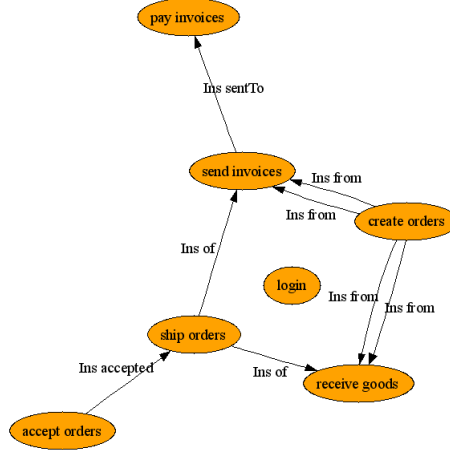 pay invoices
Ins sentTo
send invoices
Ins from
Ins from
create orders
Ins of
login
Ins from
Ins from
ship orders
Ins accepted
Ins of
receive goods
accept orders